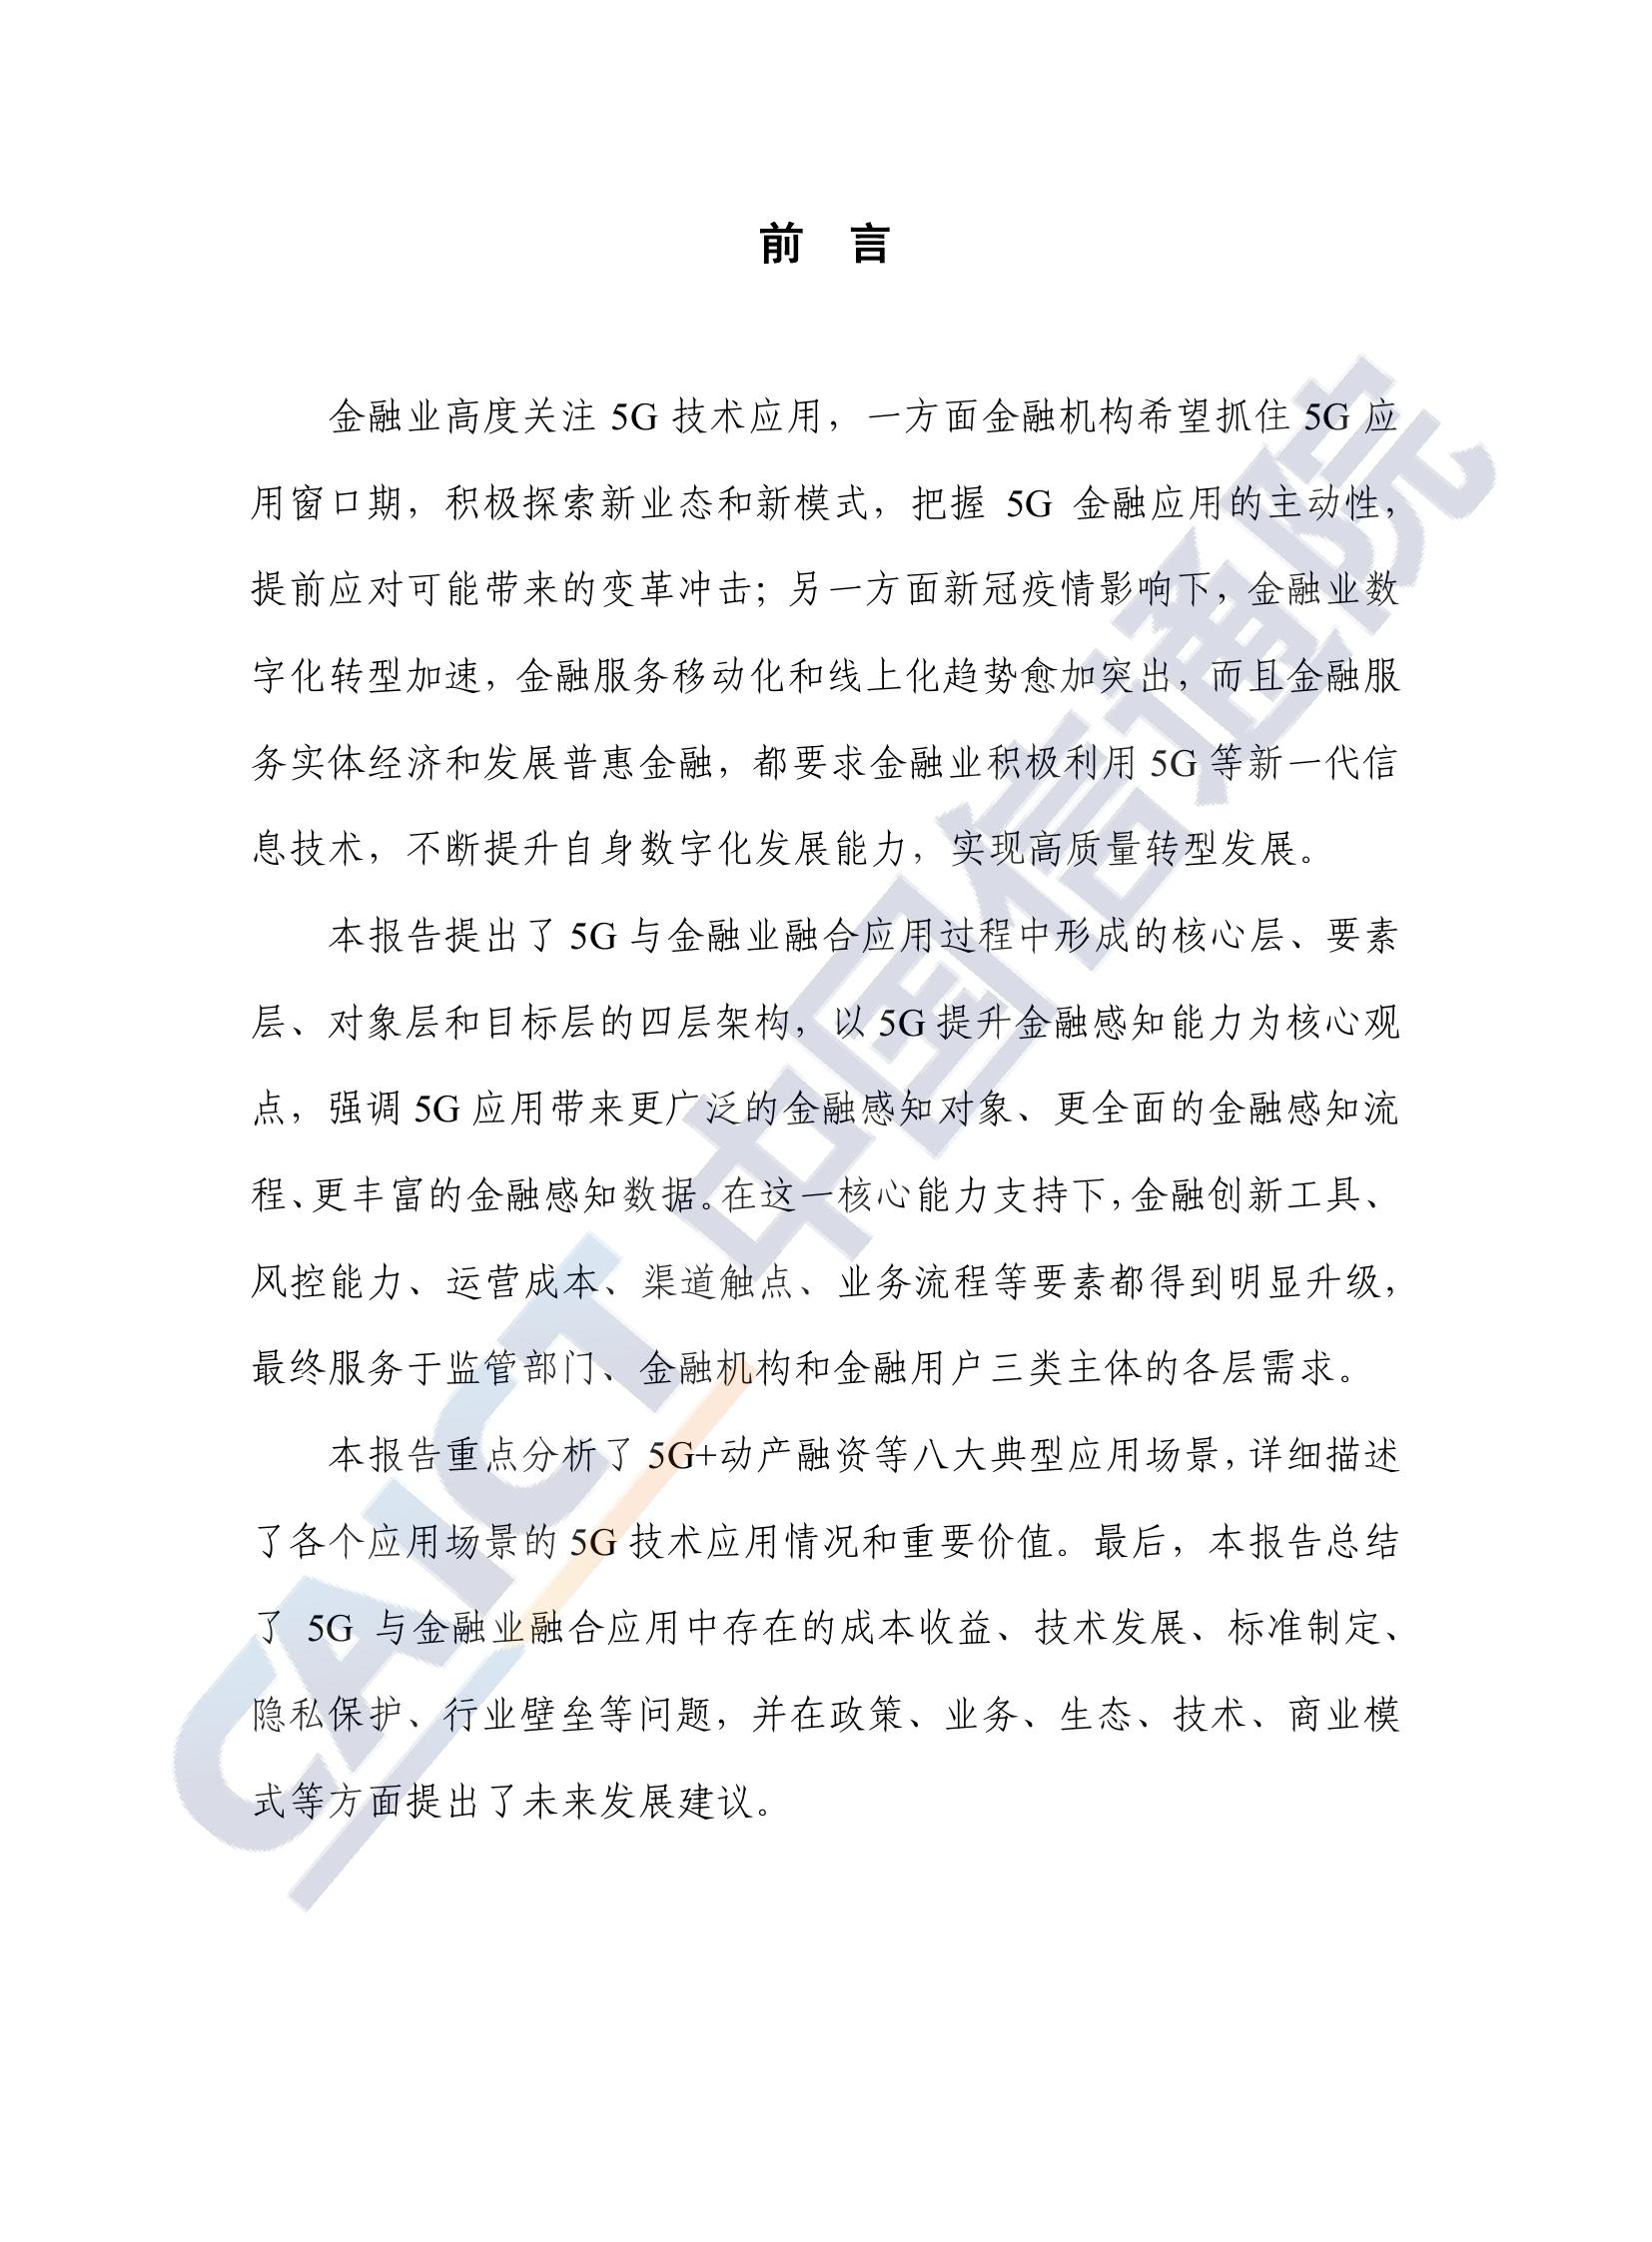 前 言
金融业高度关注 5G 技术应用，一方面金融机构希望抓住 5G 应
用窗口期，积极探索新业态和新模式，把握 5G 金融应用的主动性，
提前应对可能带来的变革冲击；另一方面新冠疫情影响下，金融业数
字化转型加速，金融服务移动化和线上化趋势愈加突出，而且金融服
务实体经济和发展普惠金融，都要求金融业积极利用 5G 等新一代信
息技术，不断提升自身数字化发展能力，实现高质量转型发展。
本报告提出了 5G 与金融业融合应用过程中形成的核心层、要素
层、对象层和目标层的四层架构，以 5G 提升金融感知能力为核心观
点，强调 5G 应用带来更广泛的金融感知对象、更全面的金融感知流
程、更丰富的金融感知数据。在这一核心能力支持下，金融创新工具、
风控能力、运营成本、渠道触点、业务流程等要素都得到明显升级，
最终服务于监管部门、金融机构和金融用户三类主体的各层需求。
本报告重点分析了 5G+动产融资等八大典型应用场景，详细描述
了各个应用场景的 5G 技术应用情况和重要价值。最后，本报告总结
了 5G 与金融业融合应用中存在的成本收益、技术发展、标准制定、
隐私保护、行业壁垒等问题，并在政策、业务、生态、技术、商业模
式等方面提出了未来发展建议。
CAICT 中国信通院